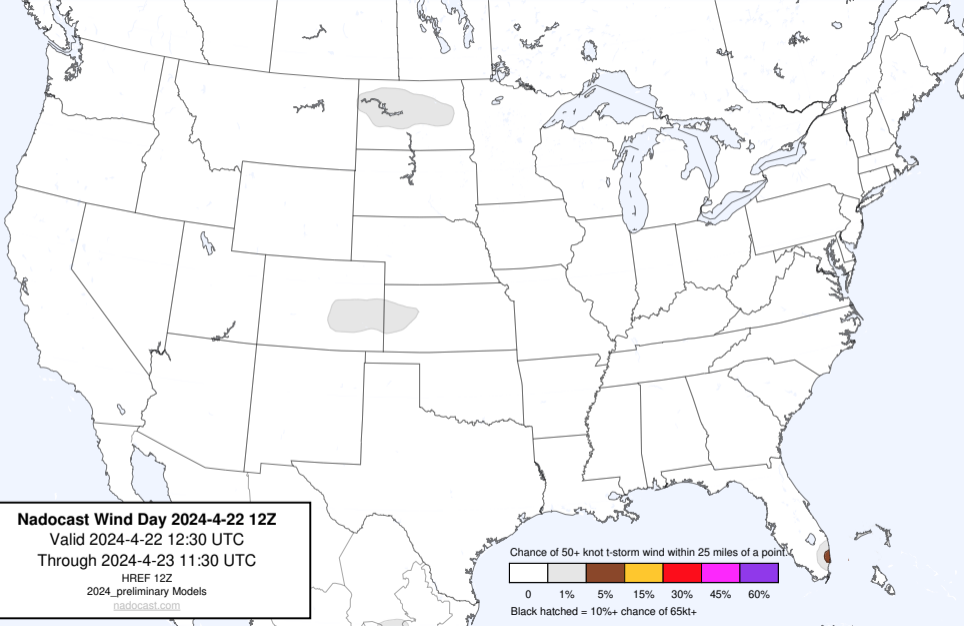 Nadocast Wind Day 2024-4-22 12Z
Valid 2024-4-22 12:30 UTC
Through 2024-4-23 11:30 UTC
HREF 12Z
2024_preliminary Models
nadocast.com
Chance of 50+ knot t-storm wind within 25 miles of a point.
0 1% 5% 15% 30% 45% 60%
Black hatched = 10%+ chance of 65kt+